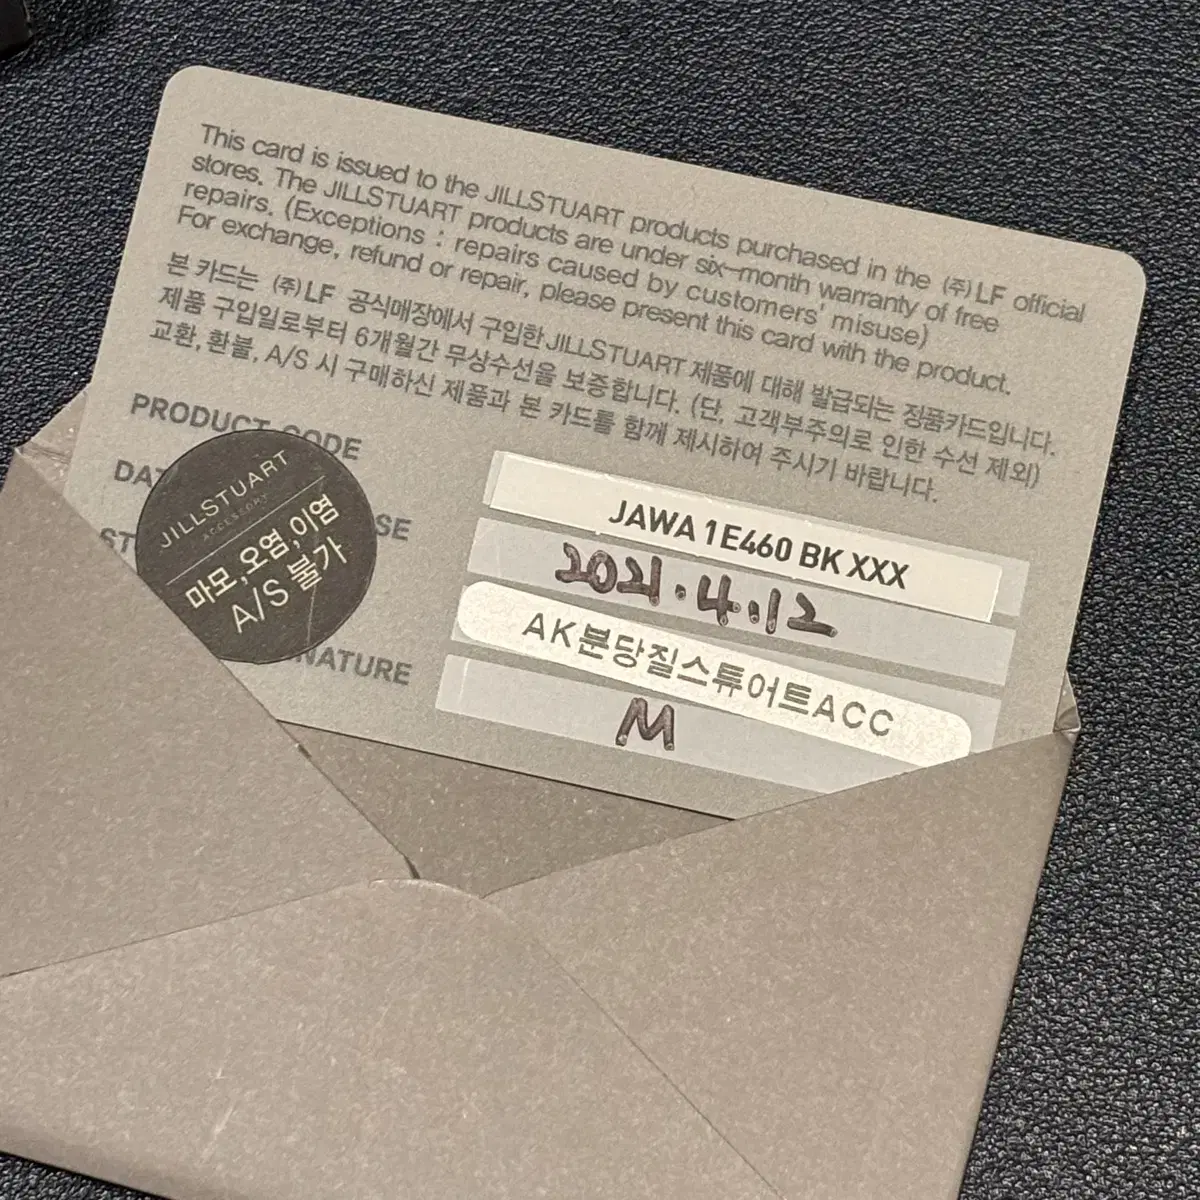 This card is issued to the JILLSTUART products purchased in the (주)LF official
stores. The JILLSTUART products are under six-month warranty of free
repairs. (Exceptions : repairs caused by customers' misuse)
For exchange, refund or repair, please present this card with the product.
본 카드는 (주)LF 공식매장에서 구입한 JILLSTUART 제품에 대해 발급되는 정품카드입니다.
제품 구입일로부터 6개월간 무상수선을 보증합니다. (단, 고객부주의로 인한 수선 제외)
교환, 환불, A/S 시 구매하신 제품과 본 카드를 함께 제시하여 주시기 바랍니다.
PRODUCT CODE
JAWA 1E460 BK XXX
2021.4.12
AK분당질스튜어트ACC
M
JILLSTUART
ACCESSORY
마모,오염,이염
A/S 불가